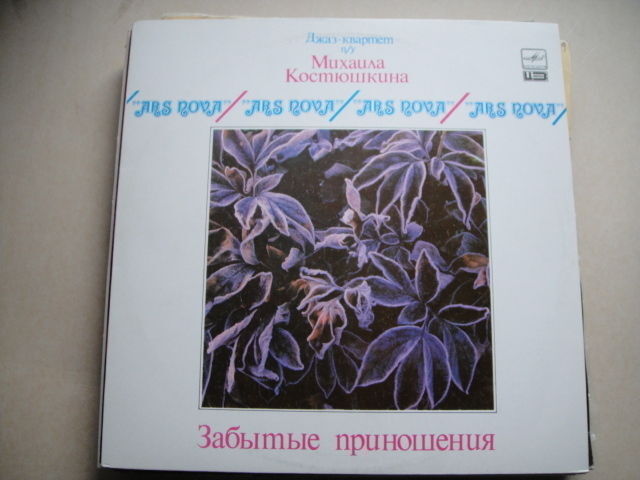 Джаз-квартет
п/у
Михаила
Костюшкина
"ARS NOVA"/"ARS NOVA"/"ARS NOVA"/"ARS NOVA"/
Забытые приношения